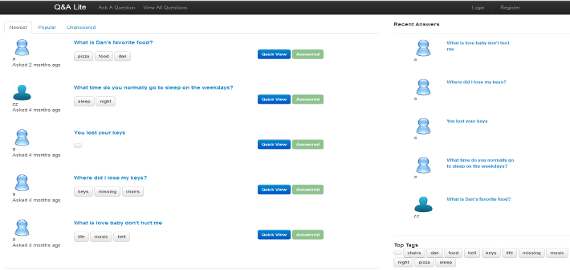 Q&A Lite Ask A Question View All Questions Login Register
Newest Popular Unanswered
What is Dan's favorite food?
pizza food dan
Quick View Answered
Asked 2 months ago
What time do you normally go to sleep on the weekdays?
sleep night
Quick View Answered
zz
Asked 4 months ago
You lost your keys
Quick View Answered
Asked 4 months ago
Where did I lose my keys?
keys missing chairs
Quick View Answered
Asked 4 months ago
What is love baby don't hurt me
life music hell
Quick View Answered
Asked 4 months ago
Recent Answers
What is love baby don't hurt
me
Where did I lose my keys?
You lost your keys
What time do you normally go
to sleep on the weekdays?
What is Dan's favorite food?
zz
Top Tags
chairs dan food hell keys life missing music
night pizza sleep